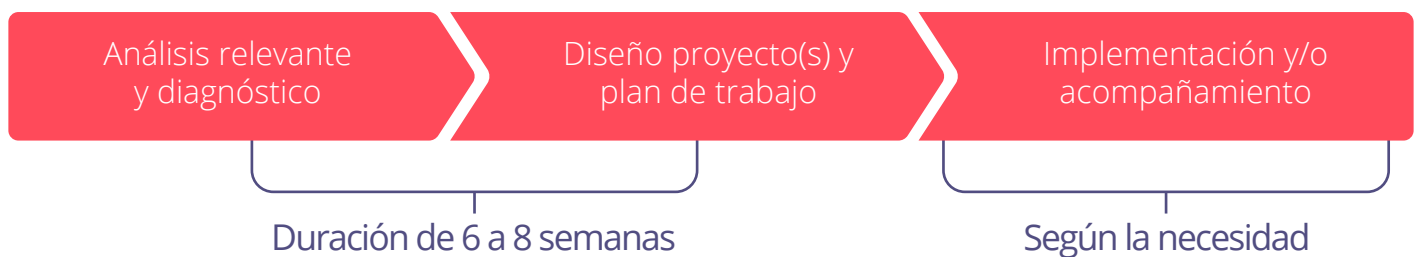 Análisis relevante
y diagnóstico
Diseño proyecto(s) y
plan de trabajo
Implementación y/o
acompañamiento
Duración de 6 a 8 semanas
Según la necesidad